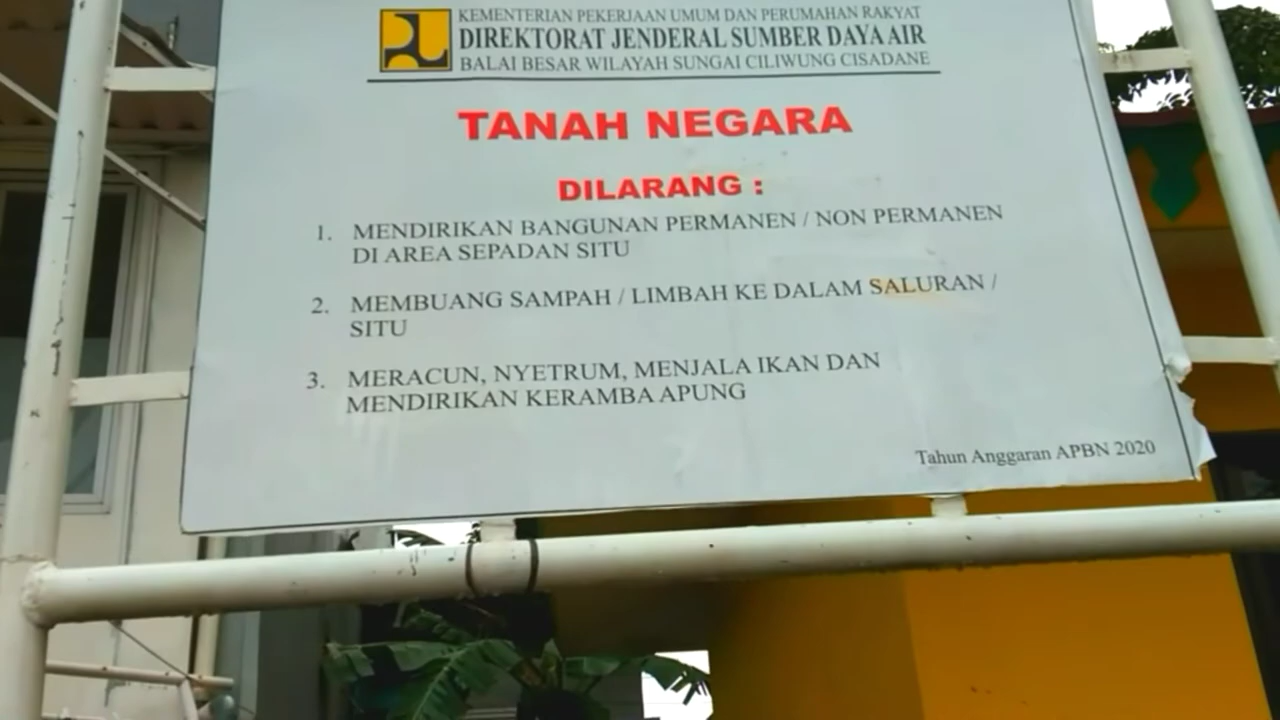 KEMENTERIAN PEKERJAAN UMUM DAN PERUMAHAN RAKYAT
DIREKTORAT JENDERAL SUMBER DAYA AIR
BALAI BESAR WILAYAH SUNGAI CILIWUNG CISADANE
TANAH NEGARA
DILARANG :
1. MENDIRIKAN BANGUNAN PERMANEN / NON PERMANEN
DI AREA SEPADAN SITU
2. MEMBUANG SAMPAH / LIMBAH KE DALAM SALURAN /
SITU
3. MERACUN, NYETRUM, MENJALA IKAN DAN
MENDIRIKAN KERAMBA APUNG
Tahun Anggaran APBN 2020